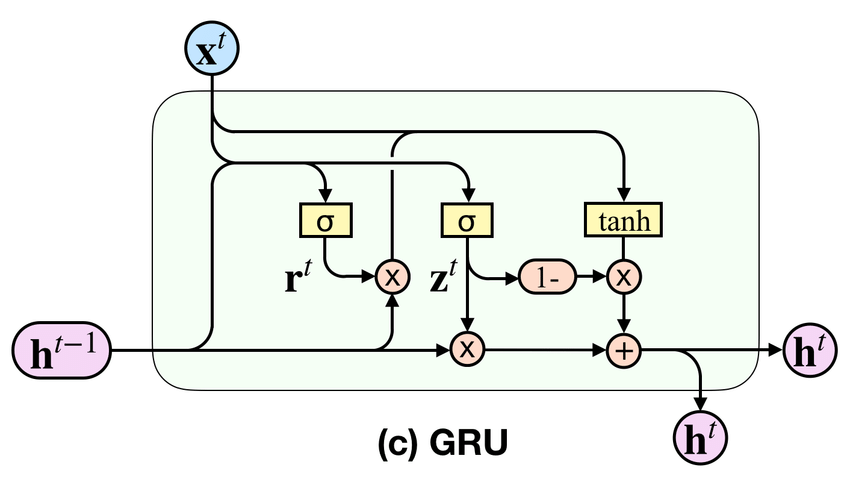 x^t
σ
σ
tanh
r^t
x
z^t
1-
x
h^{t-1}
x
+
h^t
h^t
(c) GRU